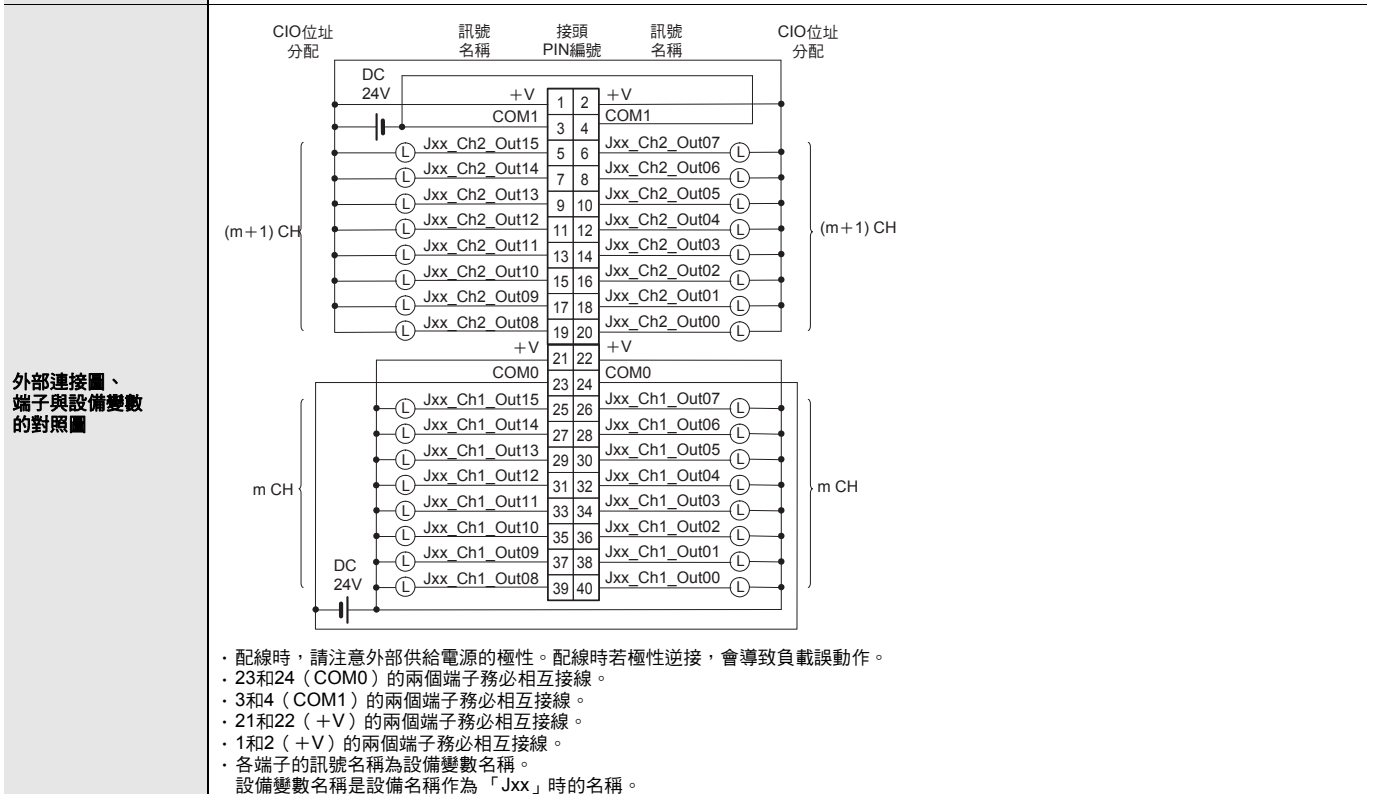 外部連接圖、
端子與設備變數
的對照圖
CIO位址
分配
訊號
名稱
接頭
PIN編號
訊號
名稱
CIO位址
分配
DC
24V
＋V 1 2 ＋V
COM1 3 4 COM1
L Jxx_Ch2_Out15 5 6 Jxx_Ch2_Out07 L
L Jxx_Ch2_Out14 7 8 Jxx_Ch2_Out06 L
L Jxx_Ch2_Out13 9 10 Jxx_Ch2_Out05 L
L Jxx_Ch2_Out12 11 12 Jxx_Ch2_Out04 L
(m＋1) CH
(m＋1) CH
L Jxx_Ch2_Out11 13 14 Jxx_Ch2_Out03 L
L Jxx_Ch2_Out10 15 16 Jxx_Ch2_Out02 L
L Jxx_Ch2_Out09 17 18 Jxx_Ch2_Out01 L
L Jxx_Ch2_Out08 19 20 Jxx_Ch2_Out00 L
＋V 21 22 ＋V
COM0 23 24 COM0
L Jxx_Ch1_Out15 25 26 Jxx_Ch1_Out07 L
L Jxx_Ch1_Out14 27 28 Jxx_Ch1_Out06 L
L Jxx_Ch1_Out13 29 30 Jxx_Ch1_Out05 L
L Jxx_Ch1_Out12 31 32 Jxx_Ch1_Out04 L
m CH
m CH
L Jxx_Ch1_Out11 33 34 Jxx_Ch1_Out03 L
L Jxx_Ch1_Out10 35 36 Jxx_Ch1_Out02 L
L Jxx_Ch1_Out09 37 38 Jxx_Ch1_Out01 L
L Jxx_Ch1_Out08 39 40 Jxx_Ch1_Out00 L
DC
24V
・配線時，請注意外部供給電源的極性。配線時若極性逆接，會導致負載誤動作。
・23和24（COM0）的兩個端子務必相互接線。
・3和4（COM1）的兩個端子務必相互接線。
・21和22（＋V）的兩個端子務必相互接線。
・1和2（＋V）的兩個端子務必相互接線。
・各端子的訊號名稱為設備變數名稱。
設備變數名稱是設備名稱作為「Jxx」時的名稱。